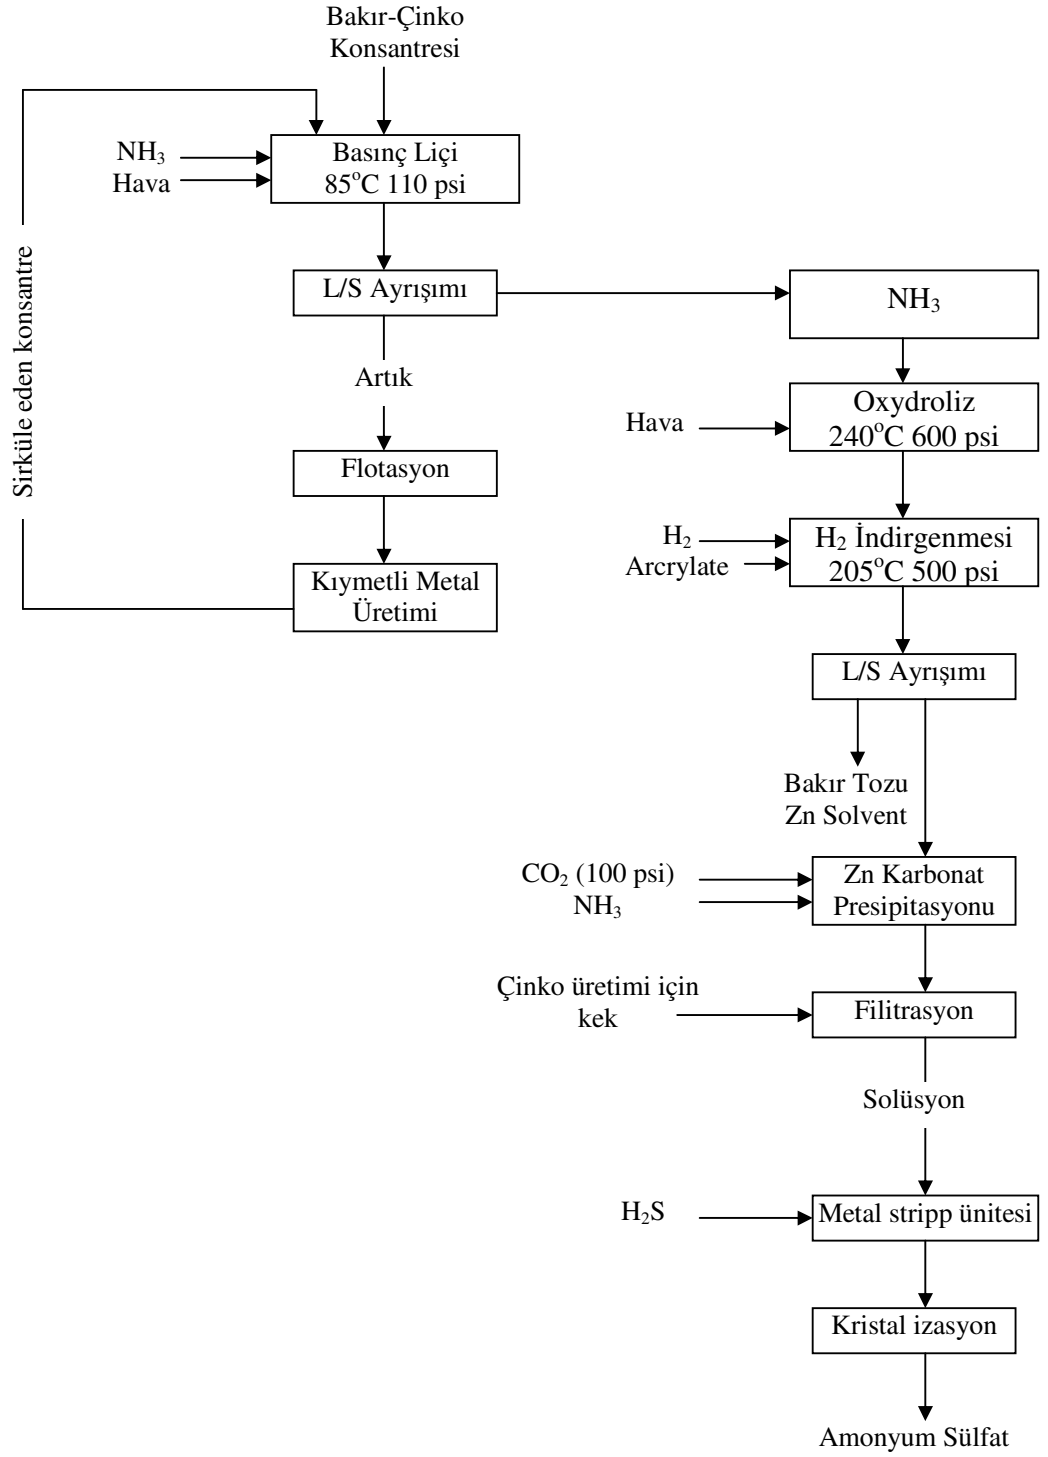 Bakır-Çinko
Konsantresi
NH₃
Hava
Basınç Liçi
85°C 110 psi
Sirküle eden konsantre
L/S Ayrışımı
NH₃
Artık
Hava
Oxydroliz
240°C 600 psi
Flotasyon
H₂
Arcrylate
H₂ İndirgenmesi
205°C 500 psi
Kıymetli Metal
Üretimi
L/S Ayrışımı
Bakır Tozu
Zn Solvent
CO₂ (100 psi)
NH₃
Zn Karbonat
Presipitasyonu
Çinko üretimi için
kek
Filitrasyon
Solüsyon
H₂S
Metal stripp ünitesi
Kristal izasyon
Amonyum Sülfat